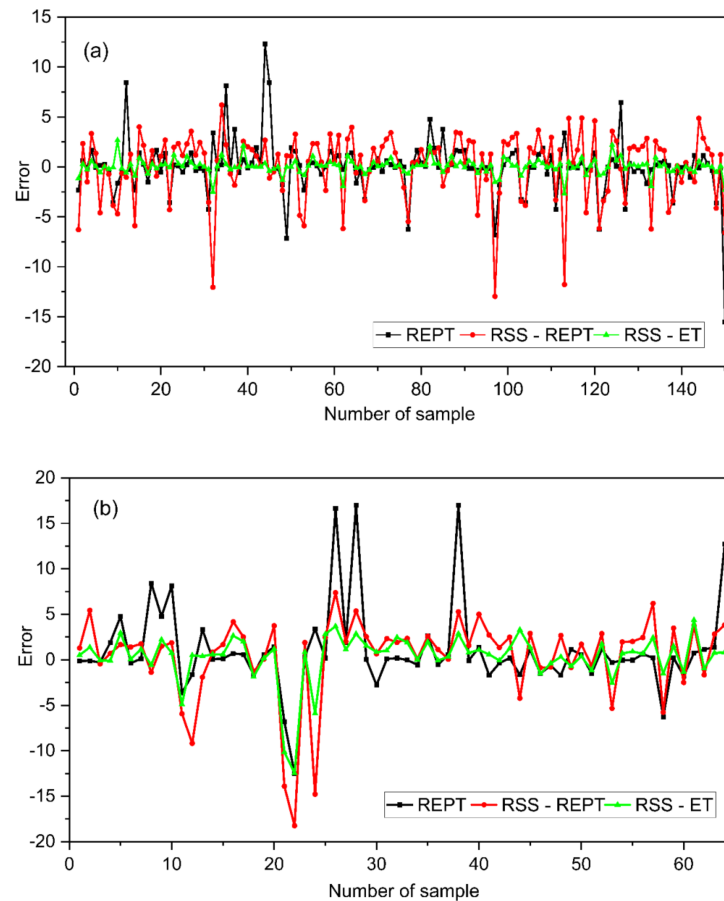 15
(a)
10
5
0
-5
-10
-15
-20
Error
REPT RSS - REPT RSS - ET
0 20 40 60 80 100 120 140
Number of sample
20
(b)
15
10
5
0
-5
-10
-15
-20
Error
REPT RSS - REPT RSS - ET
0 10 20 30 40 50 60
Number of sample